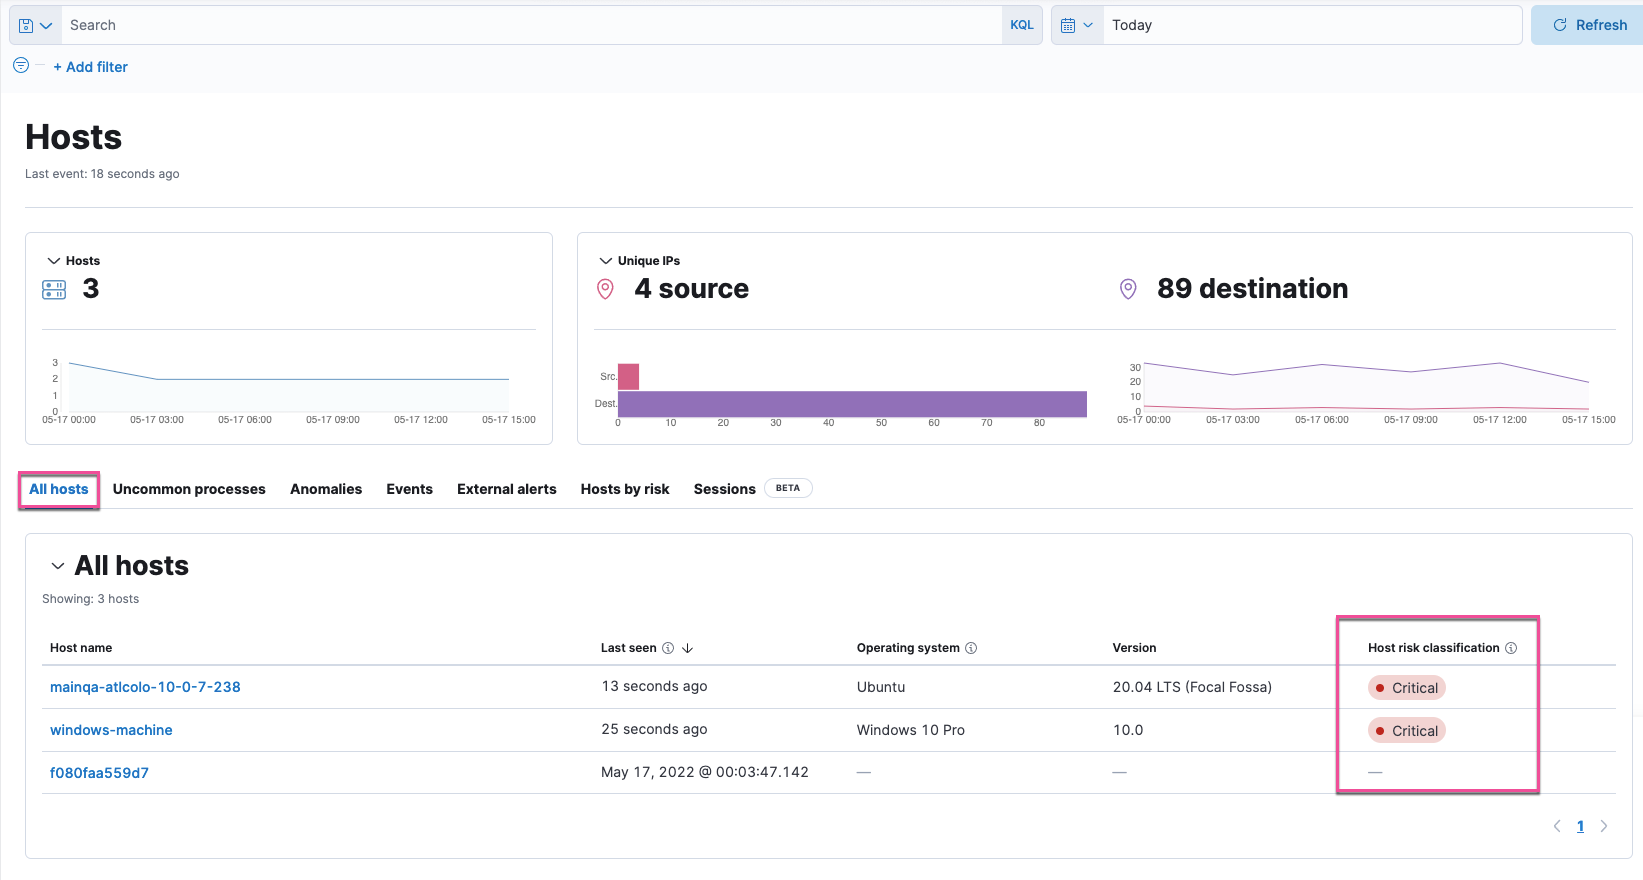 Search KQL Today Refresh
+ Add filter
Hosts
Last event: 18 seconds ago
Hosts
3
3
2
1
0
05-17 00:00 05-17 03:00 05-17 06:00 05-17 09:00 05-17 12:00 05-17 15:00
Unique IPs
4 source
89 destination
Src.
Dest.
0 10 20 30 40 50 60 70 80
30
20
10
0
05-17 00:00 05-17 03:00 05-17 06:00 05-17 09:00 05-17 12:00 05-17 15:00
All hosts Uncommon processes Anomalies Events External alerts Hosts by risk Sessions BETA
All hosts
Showing: 3 hosts
Host name Last seen Operating system Version Host risk classification
mainqa-atlcolo-10-0-7-238 13 seconds ago Ubuntu 20.04 LTS (Focal Fossa) Critical
windows-machine 25 seconds ago Windows 10 Pro 10.0 Critical
f080faa559d7 May 17, 2022 @ 00:03:47.142 — — —
1